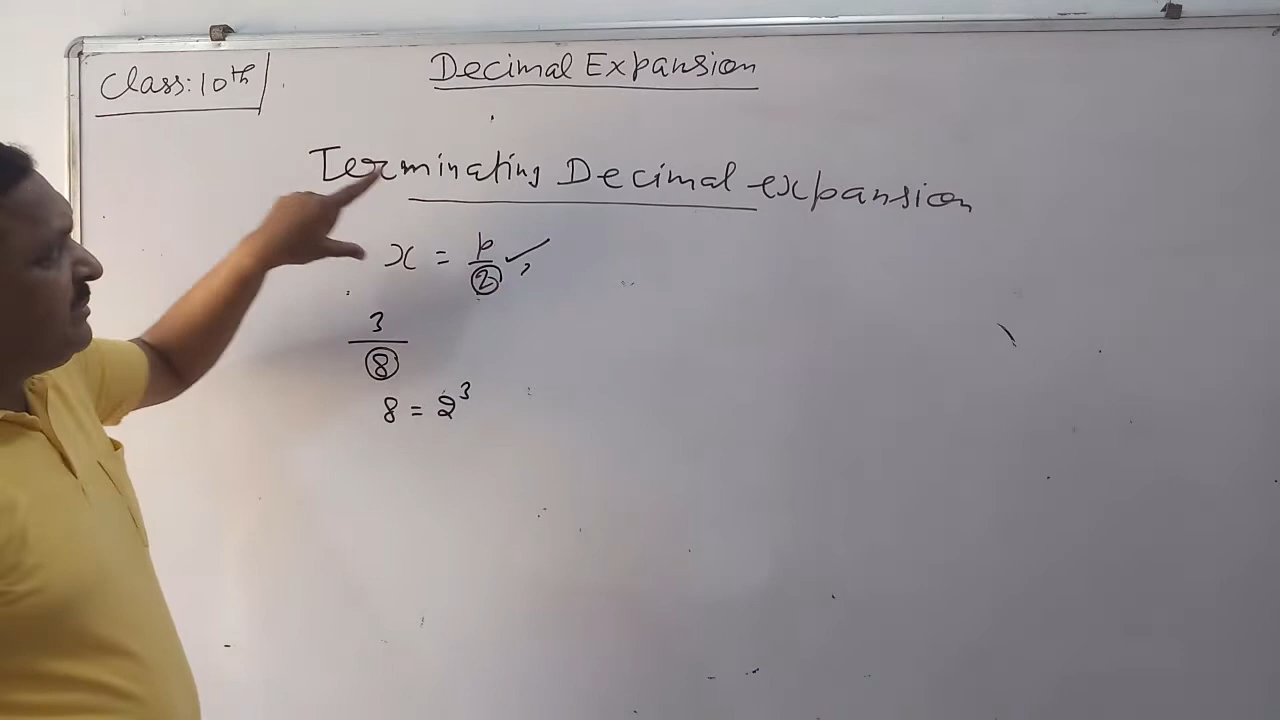 Class: 10th
Decimal Expansion
Terminating Decimal expansion
x = p/2 ✓,
3/8
8 = 2³